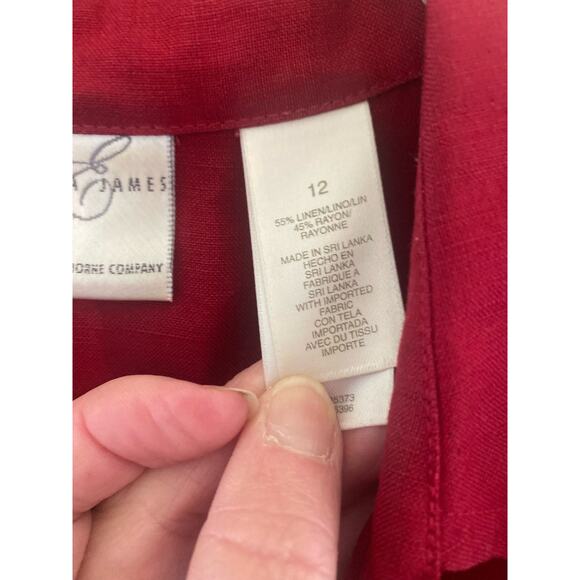 JAMES
&
COMPANY
12
55% LINEN/LINO/LIN
45% RAYON/
RAYONNE
MADE IN SRI LANKA
HECHO EN
SRI LANKA
FABRIQUE A
SRI LANKA
WITH IMPORTED
FABRIC
CON TELA
IMPORTADA
AVEC DU TISSU
IMPORTE